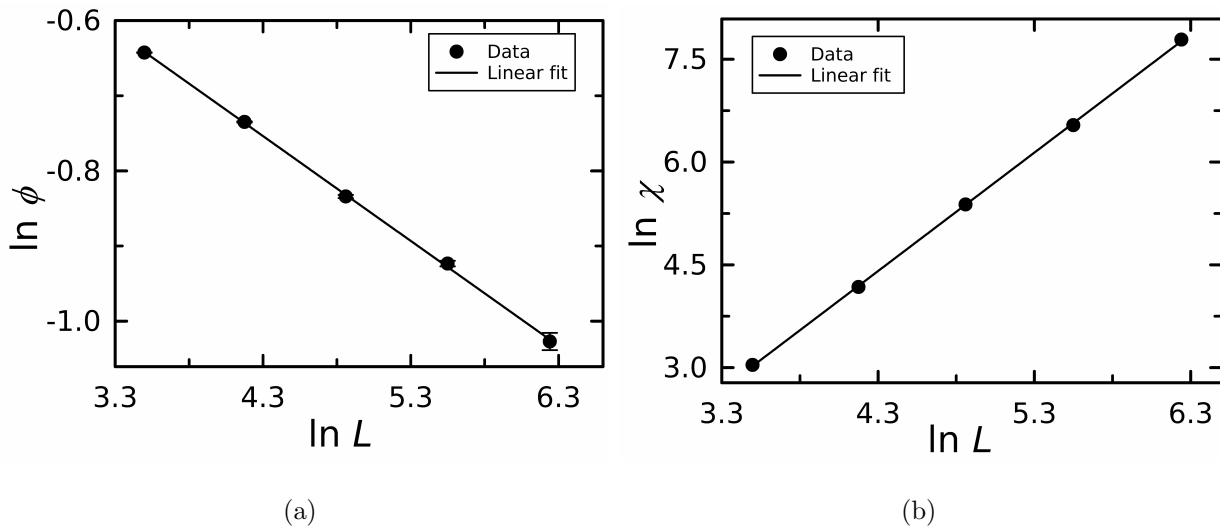 -0.6
-0.8
-1.0
3.3
4.3
5.3
6.3
ln ϕ
ln L
Data
Linear fit
(a)
7.5
6.0
4.5
3.0
3.3
4.3
5.3
6.3
ln χ
ln L
Data
Linear fit
(b)